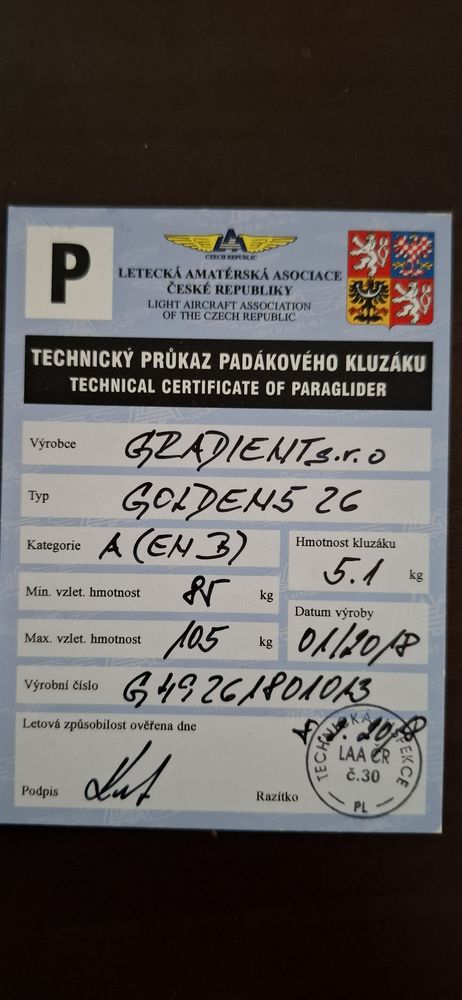 P
CZECH REPUBLIC
LETECKÁ AMATÉRSKÁ ASOCIACE
ČESKÉ REPUBLIKY
LIGHT AIRCRAFT ASSOCIATION
OF THE CZECH REPUBLIC
TECHNICKÝ PRŮKAZ PADÁKOVÉHO KLUZÁKU
TECHNICAL CERTIFICATE OF PARAGLIDER
Výrobce GRADIENT s.r.o
Typ GOLDEN5 26
Kategorie A (EN B)
Hmotnost kluzáku 5.1 kg
Min. vzlet. hmotnost 85 kg
Max. vzlet. hmotnost 105 kg
Datum výroby 01/2018
Výrobní číslo G49261801013
Letová způsobilost ověřena dne
Podpis
Razítko
TECHNICKÁ INSPEKCE
LAA ČR
č.30
PL